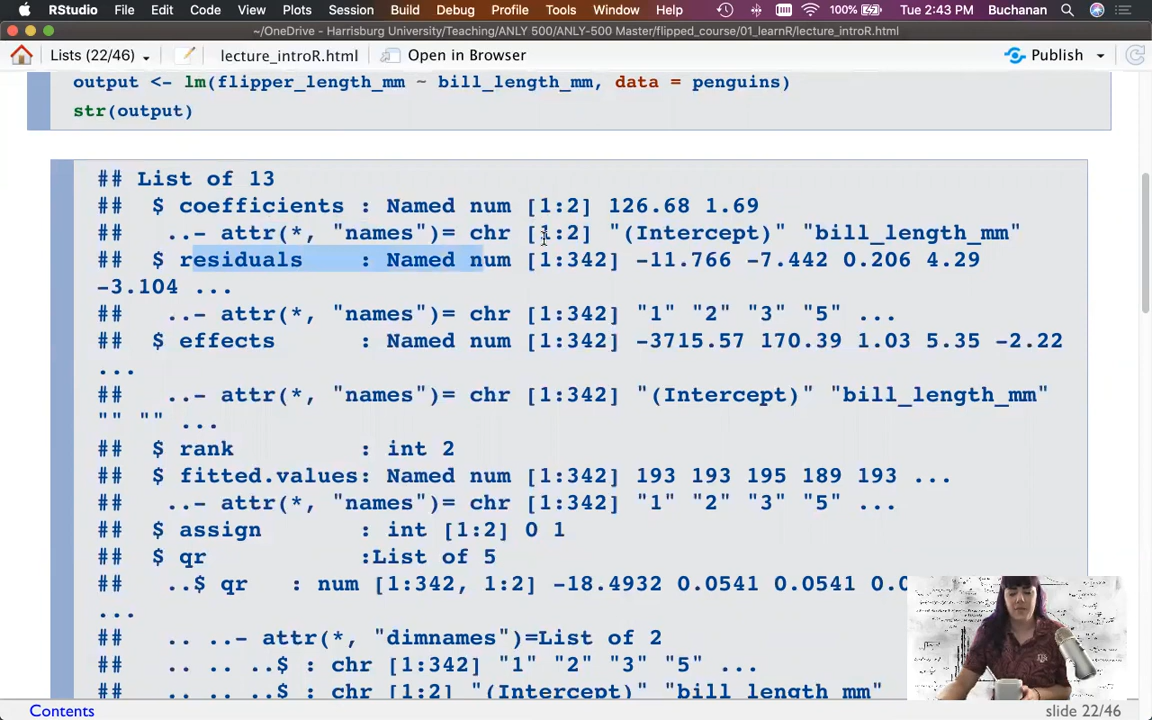 RStudio File Edit Code View Plots Session Build Debug Profile Tools Window Help 100% Tue 2:43 PM Buchanan
~/OneDrive - Harrisburg University/Teaching/ANLY 500/ANLY-500 Master/flipped_course/01_learnR/lecture_introR.html
Lists (22/46) lecture_introR.html Open in Browser Publish
output <- lm(flipper_length_mm ~ bill_length_mm, data = penguins)
str(output)
## List of 13
## $ coefficients : Named num [1:2] 126.68 1.69
## ..- attr(*, "names")= chr [1:2] "(Intercept)" "bill_length_mm"
## $ residuals : Named num [1:342] -11.766 -7.442 0.206 4.29
-3.104 ...
## ..- attr(*, "names")= chr [1:342] "1" "2" "3" "5" ...
## $ effects : Named num [1:342] -3715.57 170.39 1.03 5.35 -2.22
...
## ..- attr(*, "names")= chr [1:342] "(Intercept)" "bill_length_mm"
"" "" ...
## $ rank : int 2
## $ fitted.values: Named num [1:342] 193 193 195 189 193 ...
## ..- attr(*, "names")= chr [1:342] "1" "2" "3" "5" ...
## $ assign : int [1:2] 0 1
## $ qr :List of 5
## ..$ qr : num [1:342, 1:2] -18.4932 0.0541 0.0541
...
## .. ..- attr(*, "dimnames")=List of 2
## .. .. ..$ : chr [1:342] "1" "2" "3" "5" ...
## .. .. ..$ : chr [1:2] "(Intercept)" "bill_length_mm"
Contents slide 22/46